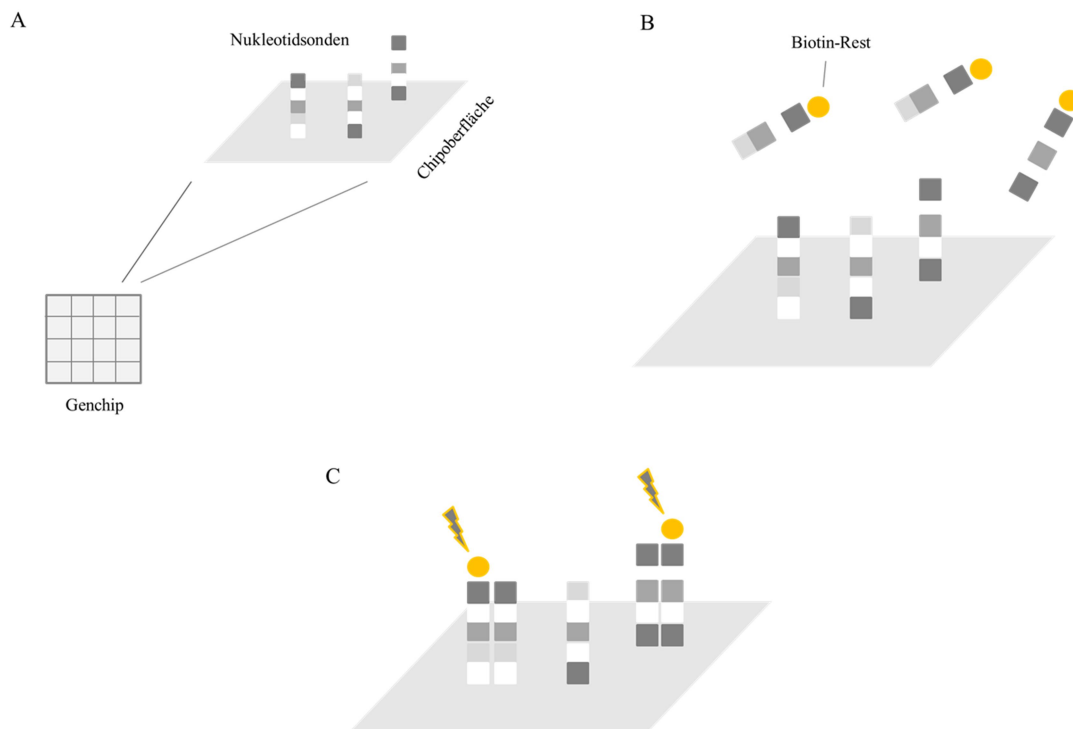 A
Nukleotidsonden
Chipoberfläche
Genchip
B
Biotin-Rest
C